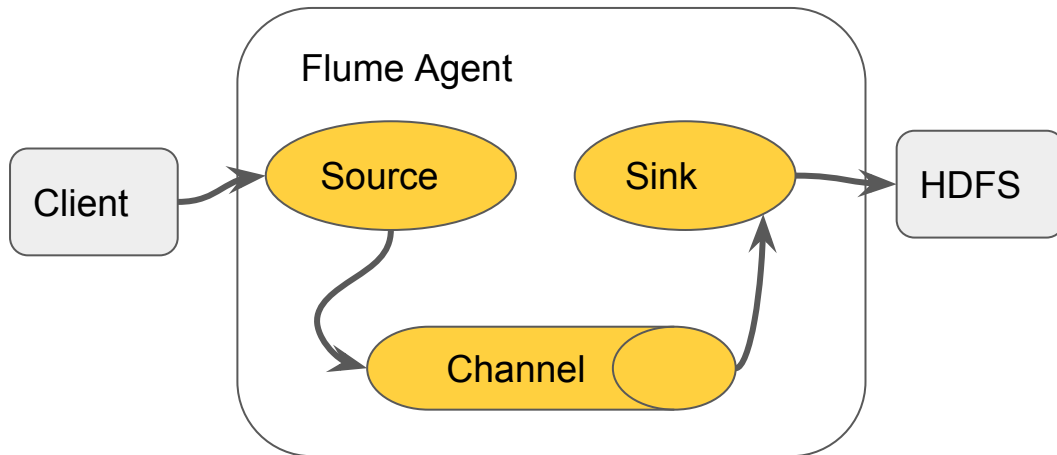 Flume Agent
Client
Source
Sink
HDFS
Channel